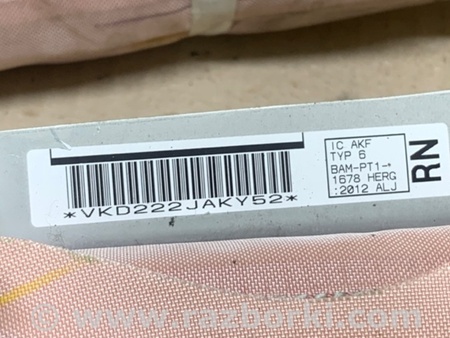 *VKD222JAKY52*
IC AKF
TYP 6
BAM-PT1-*
1678 HERG
:2012 ALJ
RN
www.razborki.com